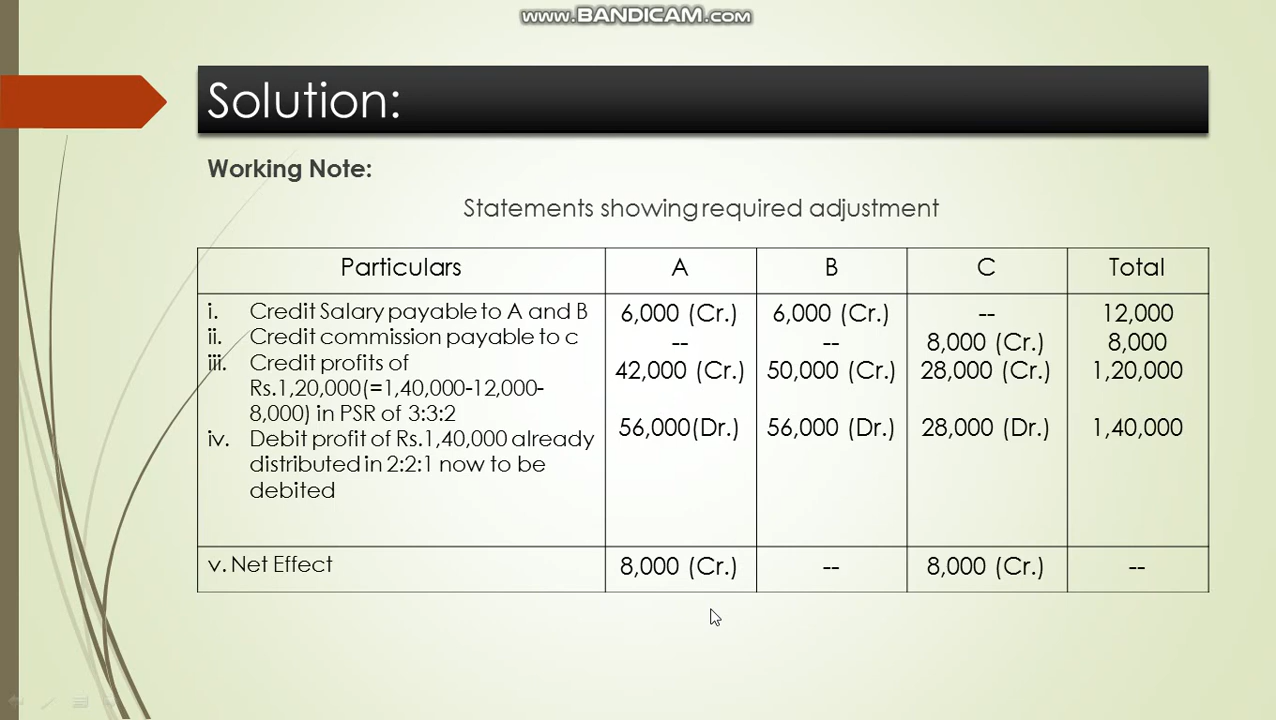 www.BANDICAM.com
Solution:
Working Note:
Statements showing required adjustment
Particulars A B C Total
i. Credit Salary payable to A and B 6,000 (Cr.) 6,000 (Cr.) -- 12,000
ii. Credit commission payable to c -- -- 8,000 (Cr.) 8,000
iii. Credit profits of 42,000 (Cr.) 50,000 (Cr.) 28,000 (Cr.) 1,20,000
Rs.1,20,000(=1,40,000-12,000-
8,000) in PSR of 3:3:2
iv. Debit profit of Rs.1,40,000 already 56,000(Dr.) 56,000 (Dr.) 28,000 (Dr.) 1,40,000
distributed in 2:2:1 now to be
debited
v. Net Effect 8,000 (Cr.) -- 8,000 (Cr.) --